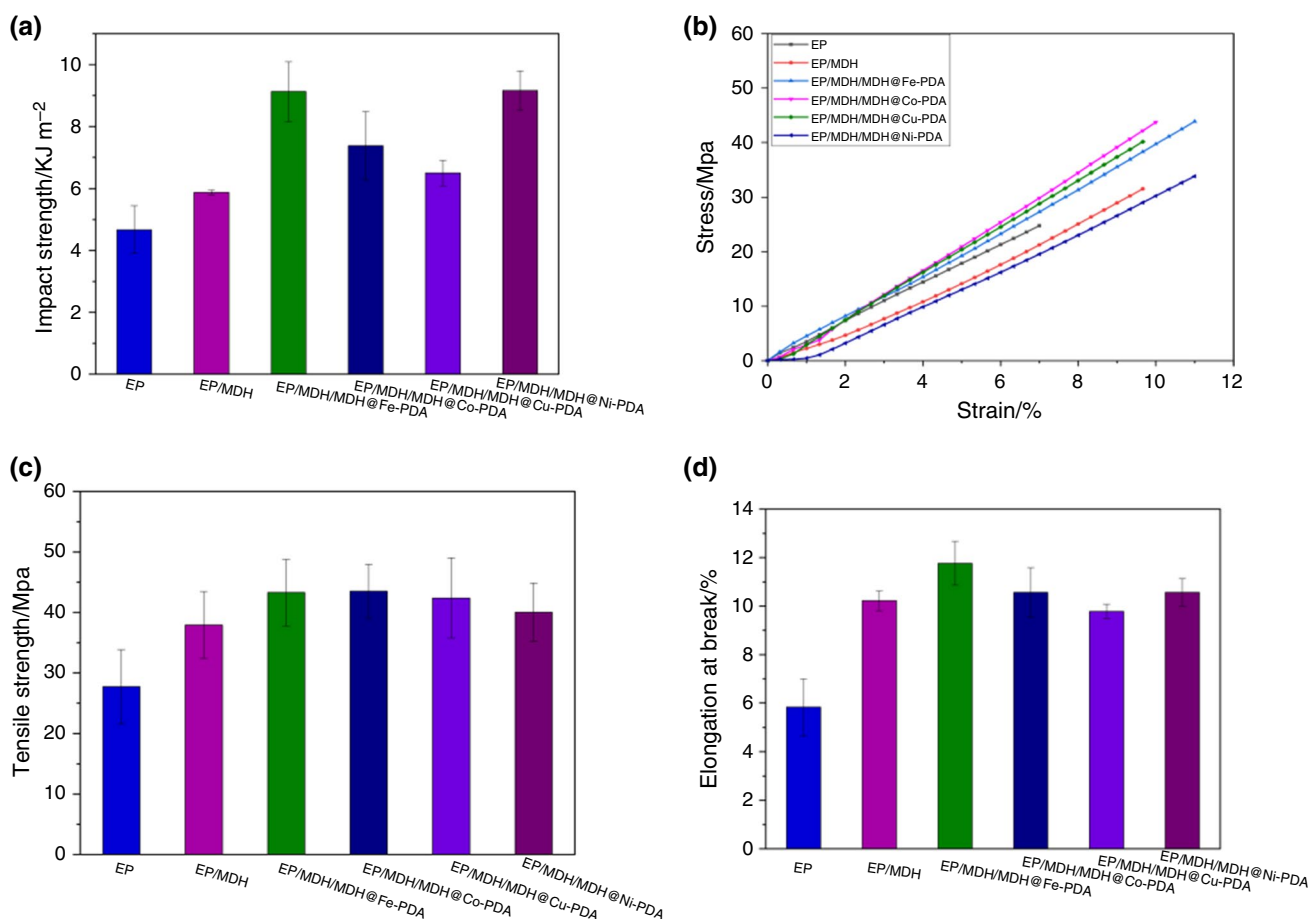 (a)
Impact strength/KJ m−2
10
8
6
4
2
0
EP
EP/MDH
EP/MDH/MDH@Fe-PDA
EP/MDH/MDH@Co-PDA
EP/MDH/MDH@Cu-PDA
EP/MDH/MDH@Ni-PDA
(b)
Stress/Mpa
60
50
40
30
20
10
0
EP
EP/MDH
EP/MDH/MDH@Fe-PDA
EP/MDH/MDH@Co-PDA
EP/MDH/MDH@Cu-PDA
EP/MDH/MDH@Ni-PDA
0 2 4 6 8 10 12
Strain/%
(c)
Tensile strength/Mpa
60
50
40
30
20
10
0
EP
EP/MDH
EP/MDH/MDH@Fe-PDA
EP/MDH/MDH@Co-PDA
EP/MDH/MDH@Cu-PDA
EP/MDH/MDH@Ni-PDA
(d)
Elongation at break/%
14
12
10
8
6
4
2
0
EP
EP/MDH
EP/MDH/MDH@Fe-PDA
EP/MDH/MDH@Co-PDA
EP/MDH/MDH@Cu-PDA
EP/MDH/MDH@Ni-PDA